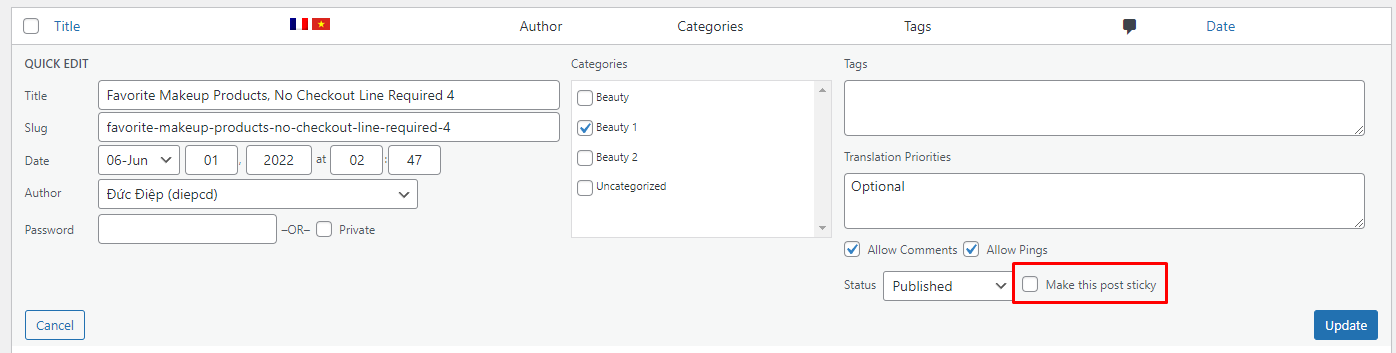 Title Author Categories Tags Date
QUICK EDIT
Title Favorite Makeup Products, No Checkout Line Required 4
Slug favorite-makeup-products-no-checkout-line-required-4
Date 06-Jun 01 , 2022 at 02 : 47
Author Đức Điệp (diepcd)
Password –OR– Private
Categories
Beauty
Beauty 1
Beauty 2
Uncategorized
Tags
Translation Priorities
Optional
Allow Comments Allow Pings
Status Published Make this post sticky
Cancel Update